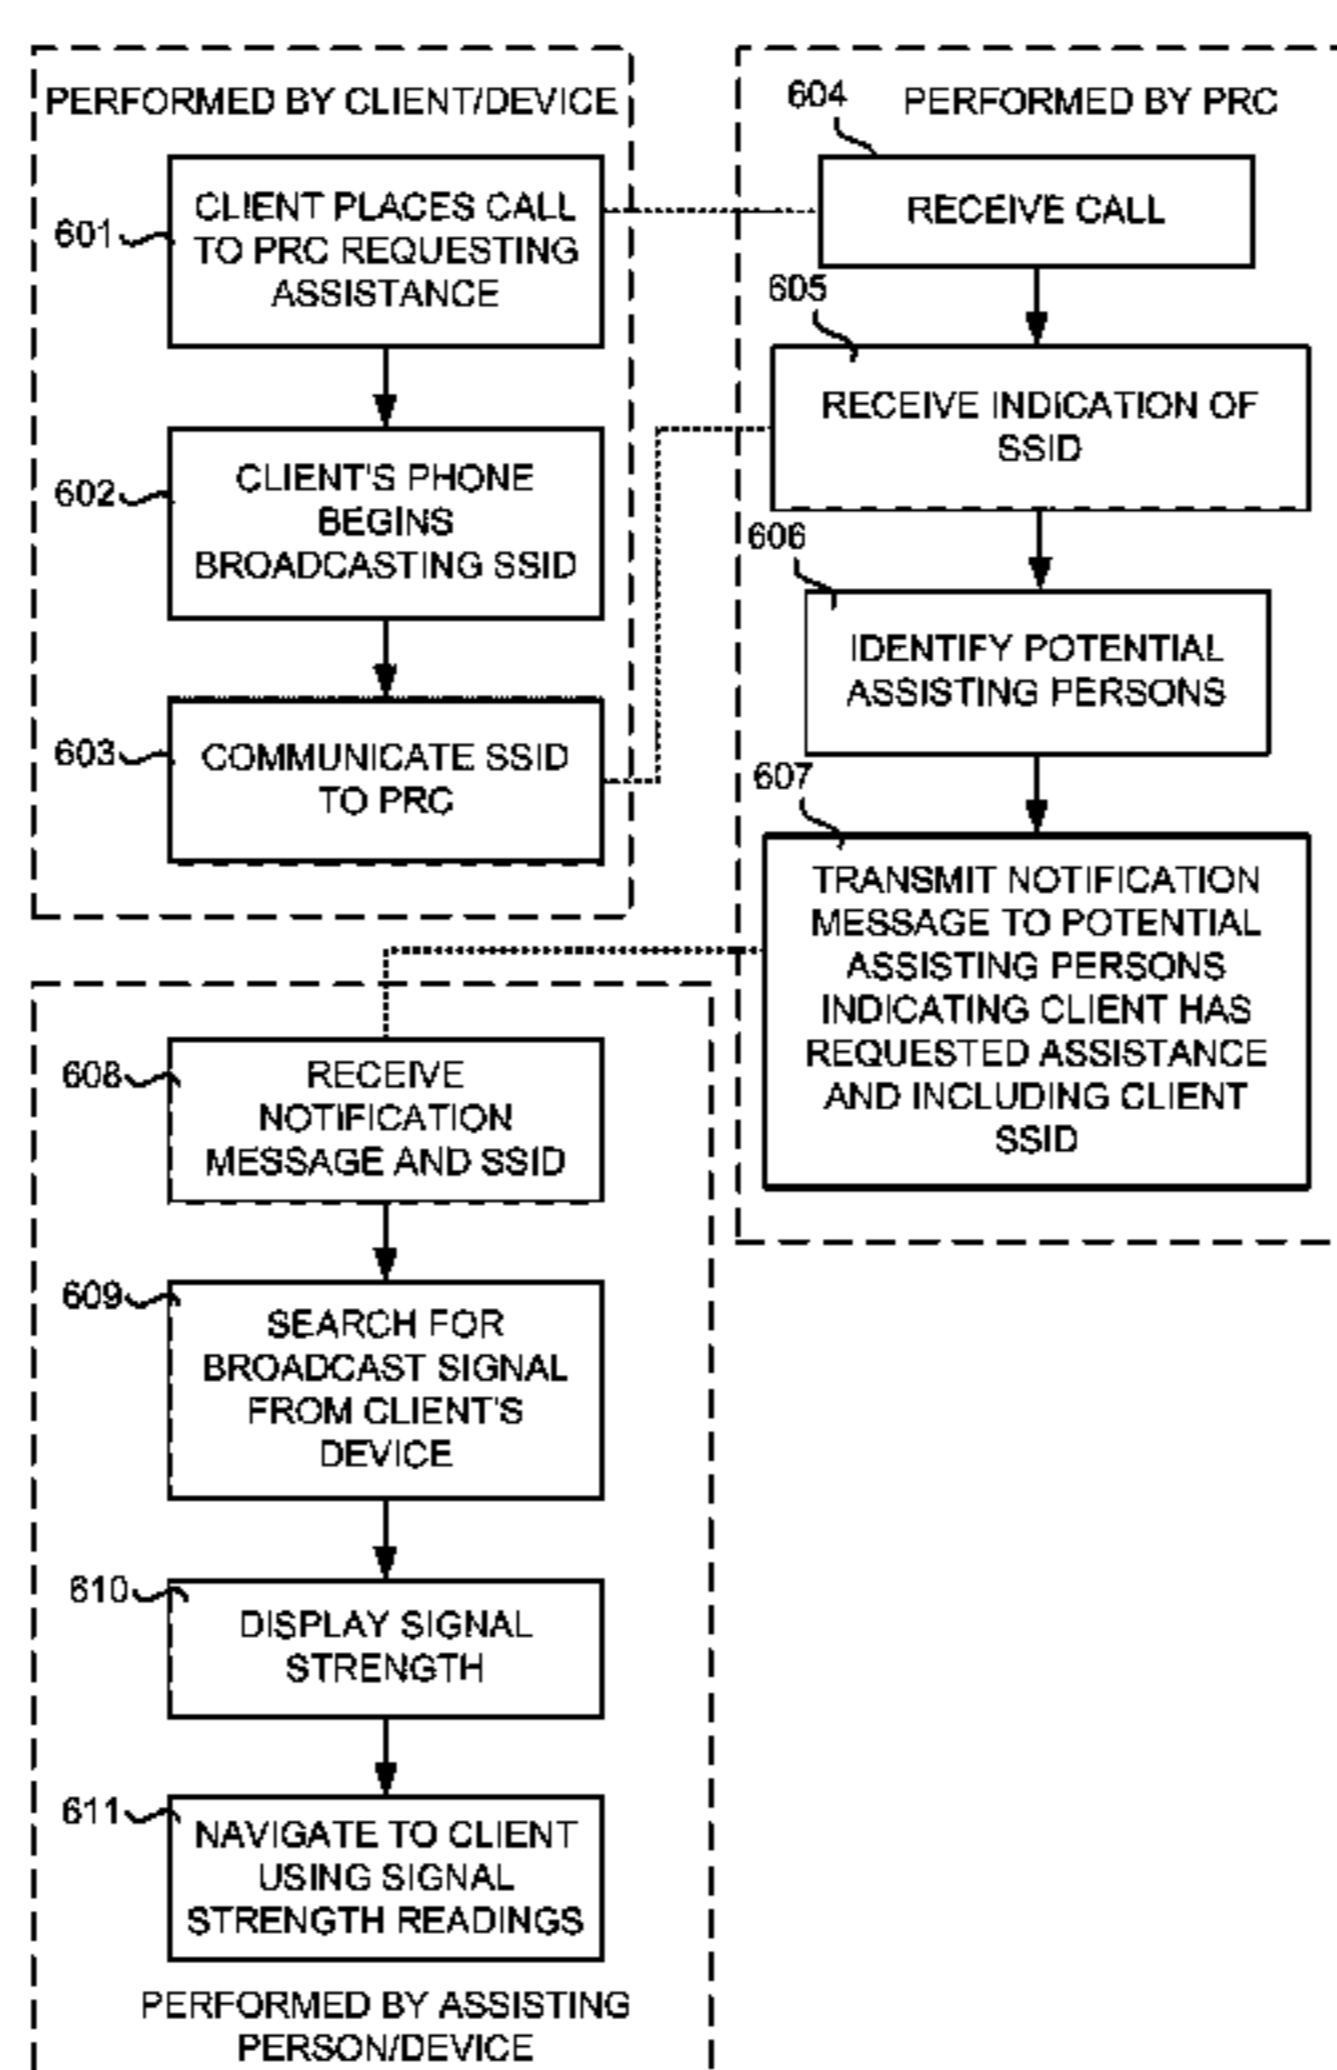 PERFORMED BY CLIENT/DEVICE
601
CLIENT PLACES CALL
TO PRC REQUESTING
ASSISTANCE
602
CLIENT'S PHONE
BEGINS
BROADCASTING SSID
603
COMMUNICATE SSID
TO PRC
604
PERFORMED BY PRC
RECEIVE CALL
605
RECEIVE INDICATION OF
SSID
606
IDENTIFY POTENTIAL
ASSISTING PERSONS
607
TRANSMIT NOTIFICATION
MESSAGE TO POTENTIAL
ASSISTING PERSONS
INDICATING CLIENT HAS
REQUESTED ASSISTANCE
AND INCLUDING CLIENT
SSID
608
RECEIVE
NOTIFICATION
MESSAGE AND SSID
609
SEARCH FOR
BROADCAST SIGNAL
FROM CLIENT'S
DEVICE
610
DISPLAY SIGNAL
STRENGTH
611
NAVIGATE TO CLIENT
USING SIGNAL
STRENGTH READINGS
PERFORMED BY ASSISTING
PERSON/DEVICE